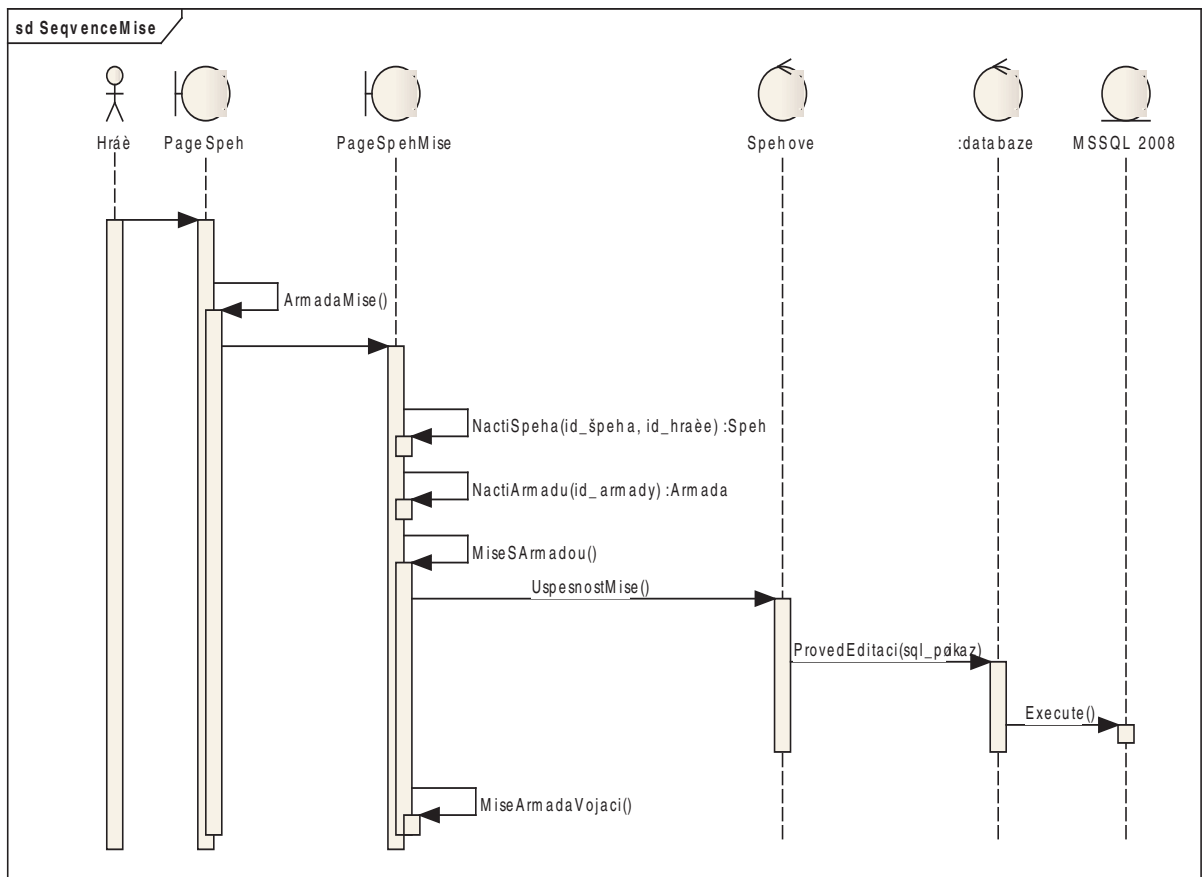 sd SeqvenceMise
Hráè
PageSpeh
PageSpehMise
Spehove
:databaze
MSSQL 2008
ArmadaMise()
NactiSpeha(id_špeha, id_hraèe) :Speh
NactiArmadu(id_armady) :Armada
MiseSArmadou()
UspesnostMise()
ProvedEditaci(sql_pøikaz)
Execute()
MiseArmadaVojaci()